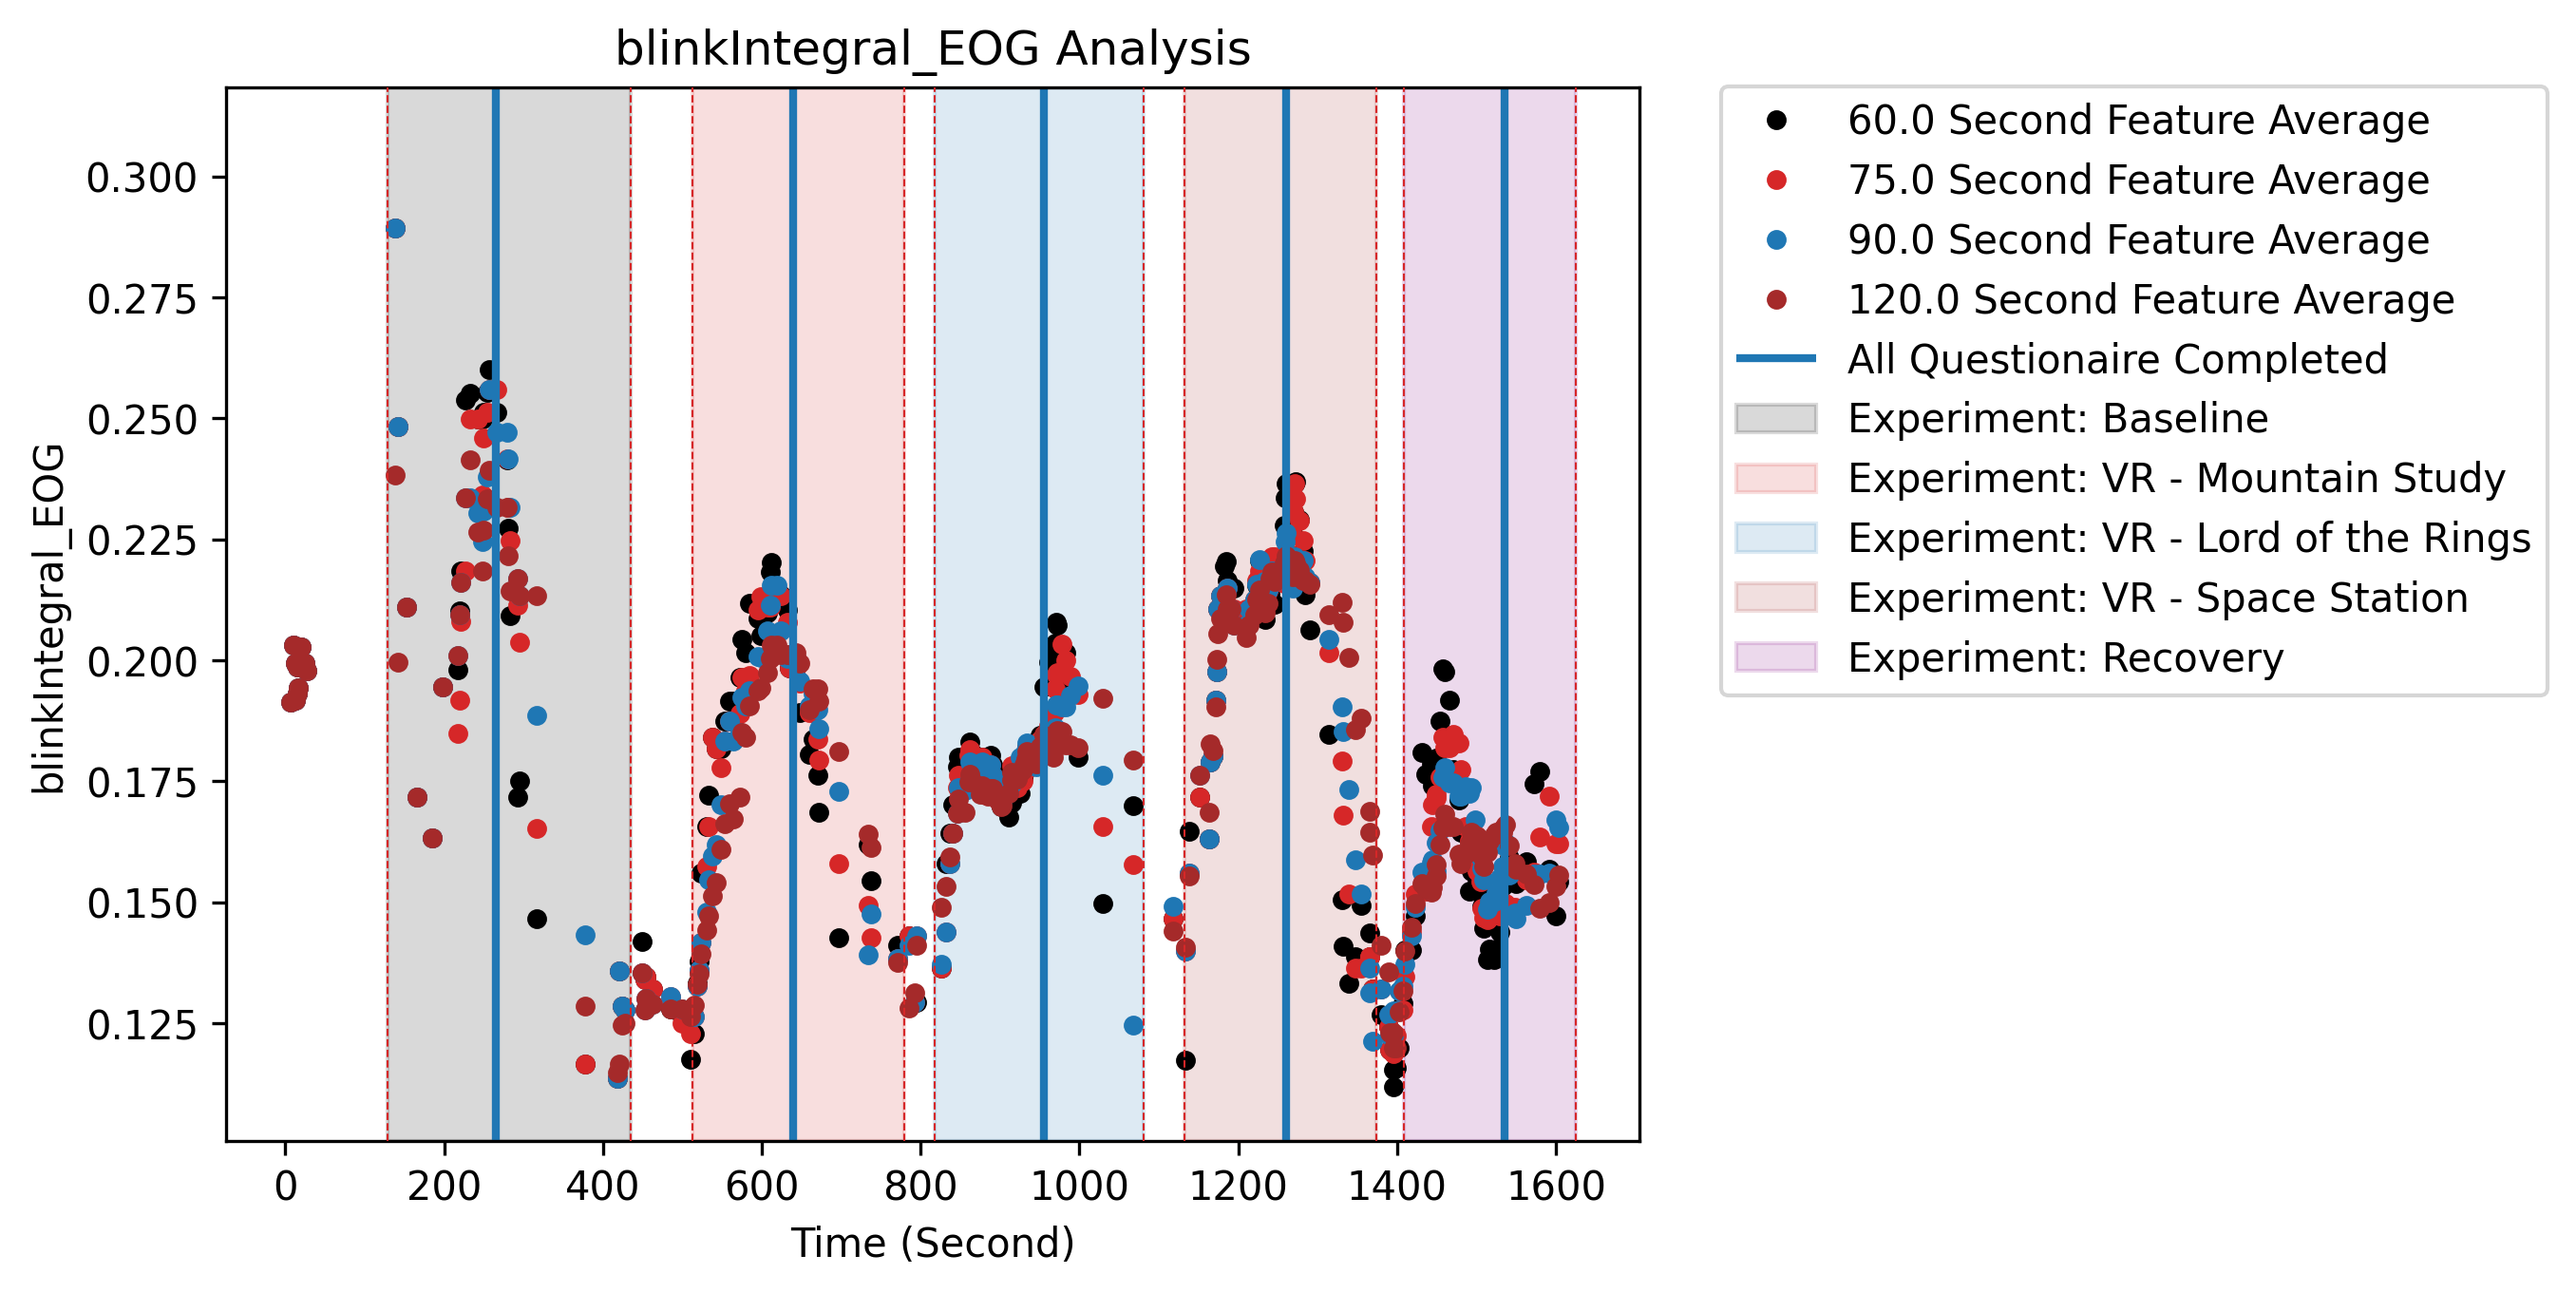 blinkIntegral_EOG Analysis
blinkIntegral_EOG
0.300
0.275
0.250
0.225
0.200
0.175
0.150
0.125
0 200 400 600 800 1000 1200 1400 1600
Time (Second)
60.0 Second Feature Average
75.0 Second Feature Average
90.0 Second Feature Average
120.0 Second Feature Average
All Questionaire Completed
Experiment: Baseline
Experiment: VR - Mountain Study
Experiment: VR - Lord of the Rings
Experiment: VR - Space Station
Experiment: Recovery